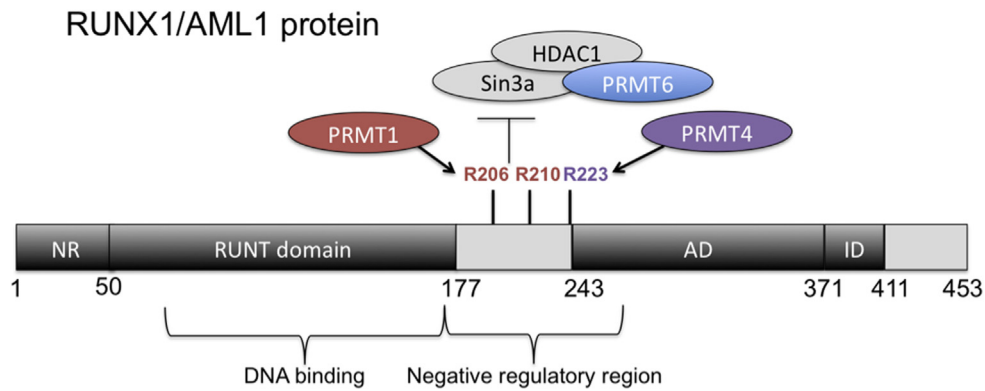 RUNX1/AML1 protein
HDAC1
Sin3a
PRMT6
PRMT1
PRMT4
R206 R210 R223
NR RUNT domain AD ID
1 50 177 243 371 411 453
DNA binding Negative regulatory region